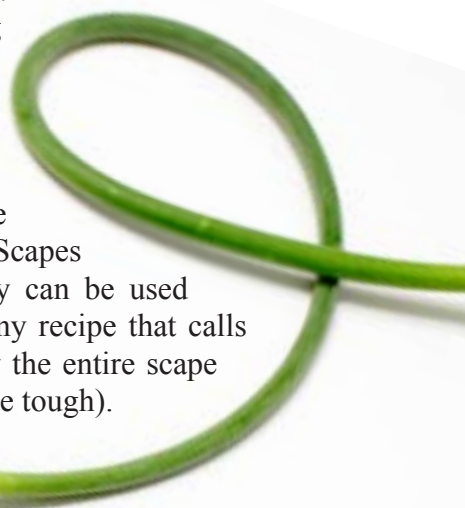 e
Scapes
y can be used
ny recipe that calls
the entire scape
e tough).